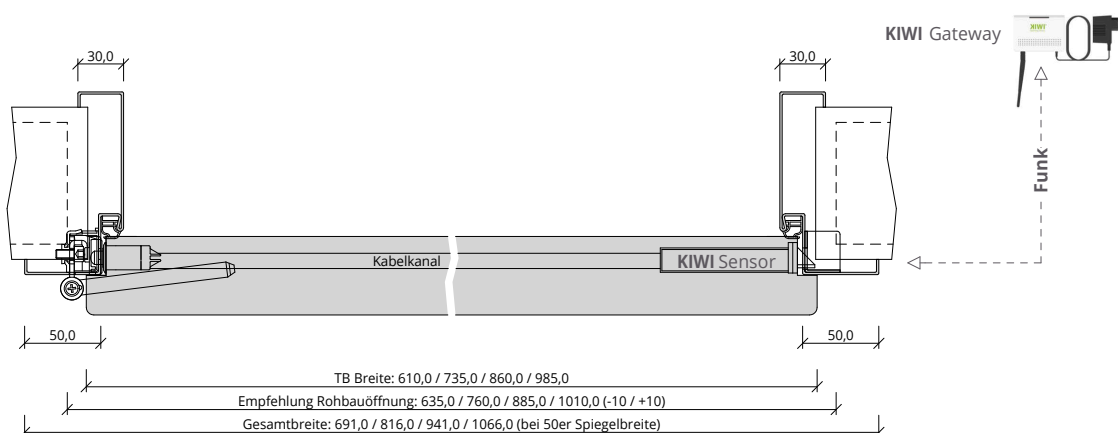 KIWI Gateway
KIWI
30,0
30,0
Funk
Kabelkanal
KIWI Sensor
50,0
50,0
TB Breite: 610,0 / 735,0 / 860,0 / 985,0
Empfehlung Rohbauöffnung: 635,0 / 760,0 / 885,0 / 1010,0 (-10 / +10)
Gesamtbreite: 691,0 / 816,0 / 941,0 / 1066,0 (bei 50er Spiegelbreite)